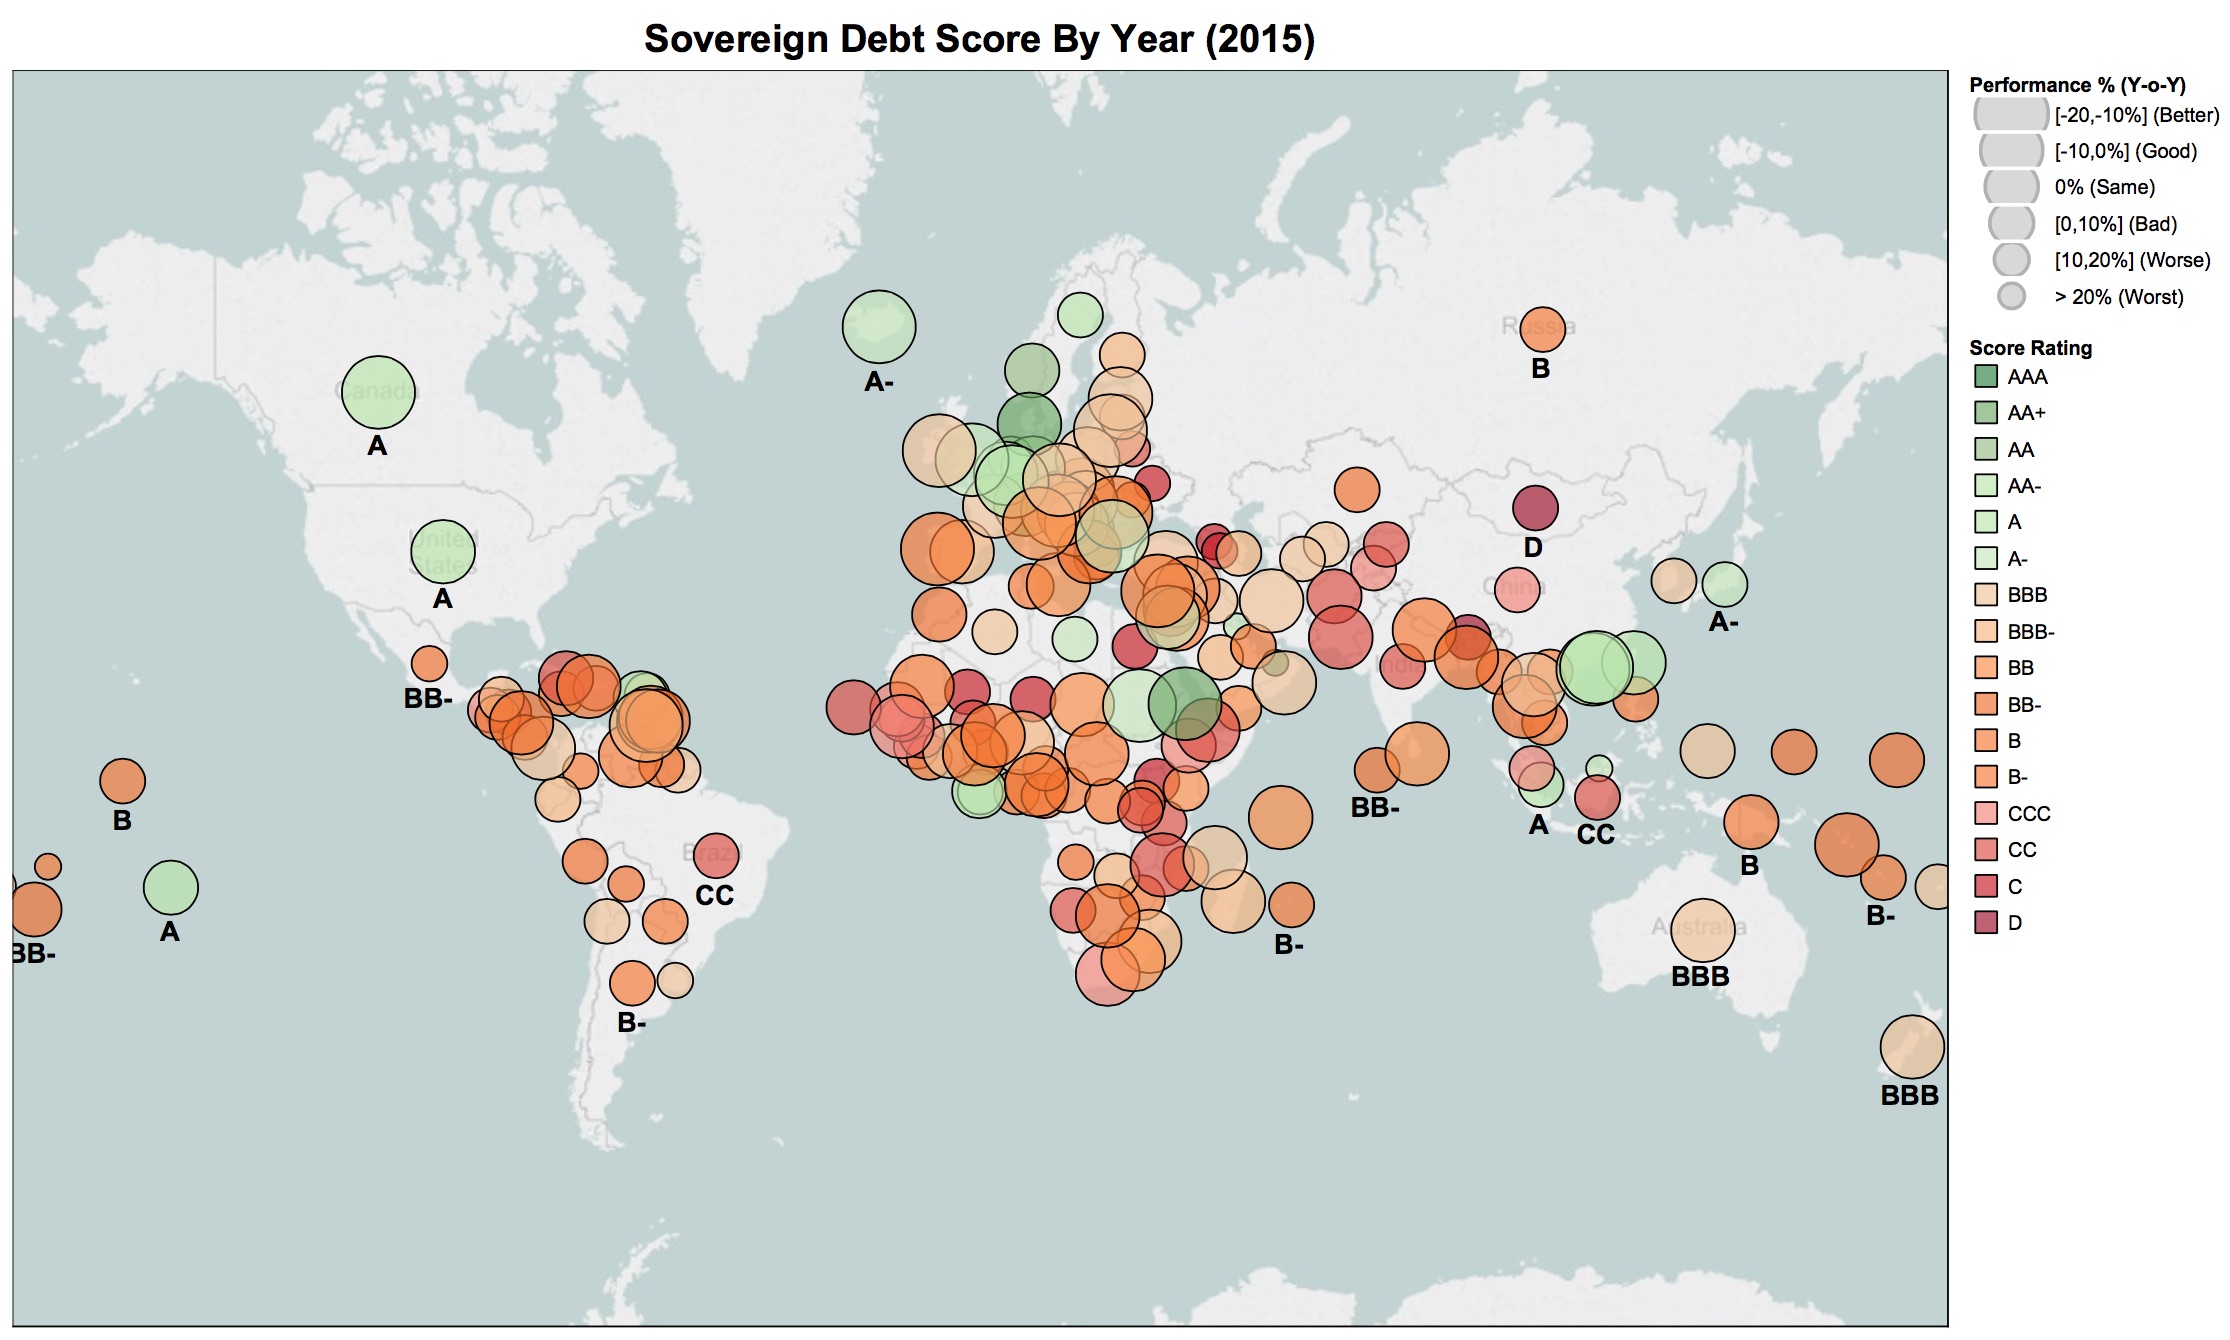 Sovereign Debt Score By Year (2015)
Performance % (Y-o-Y)
[-20,-10%] (Better)
[-10,0%] (Good)
0% (Same)
[0,10%] (Bad)
[10,20%] (Worse)
> 20% (Worst)
Score Rating
AAA
AA+
AA
AA-
A
A-
BBB
BBB-
BB
BB-
B
B-
CCC
CC
C
D
Russia
B
A-
Canada
A
United
States
A
D
China
A-
India
BB-
B
BB-
A
CC
B
Brazil
CC
A
BB-
B-
B-
Australia
BBB
B-
BBB